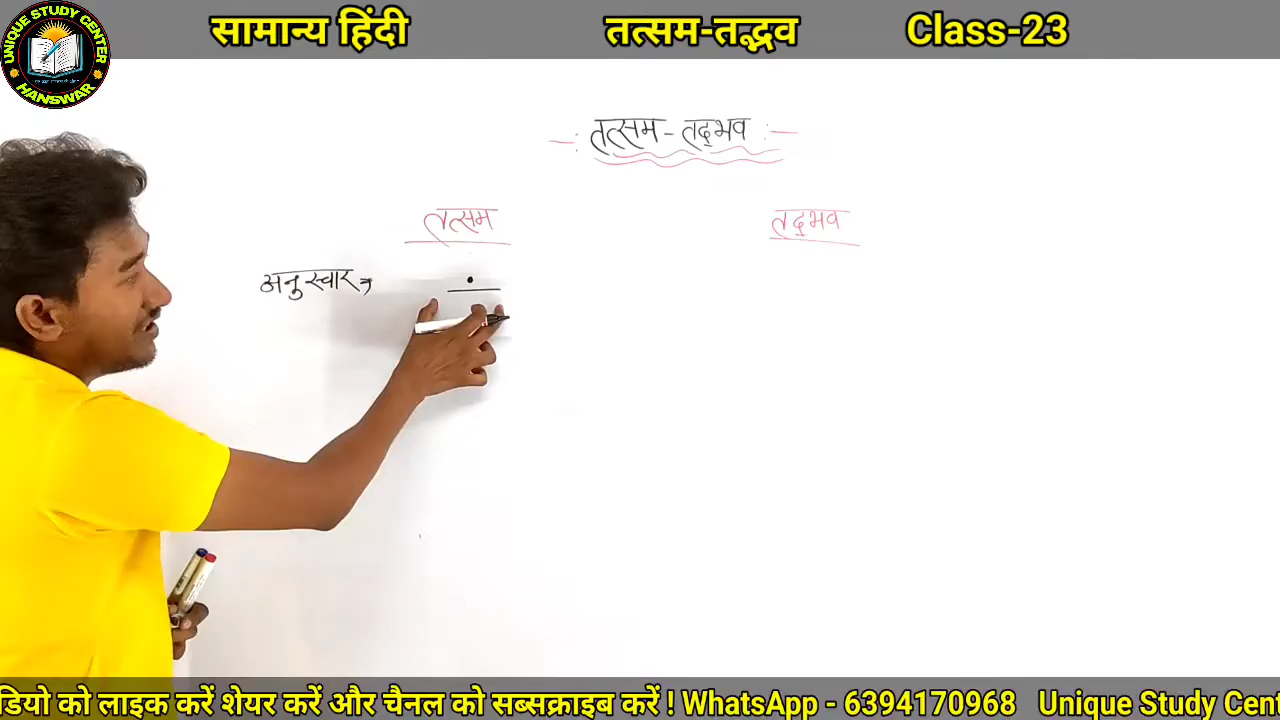 UNIQUE STUDY CENTER
HANSWAR
सामान्य हिंदी तत्सम-तद्भव Class-23
-: तत्सम - तद्‌भव :-
तत्सम तद्‌भव
अनुस्वार →
डियो को लाइक करें शेयर करें और चैनल को सब्सक्राइब करें ! WhatsApp - 6394170968 Unique Study Cent